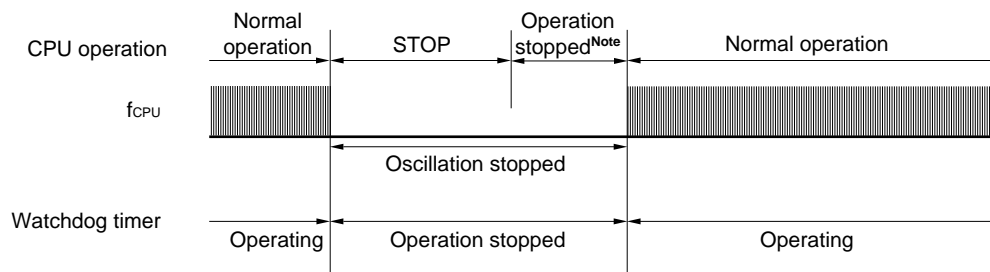 Normal
operation
Operation
stoppedNote
CPU operation
STOP
Normal operation
fCPU
Oscillation stopped
Watchdog timer
Operating
Operation stopped
Operating